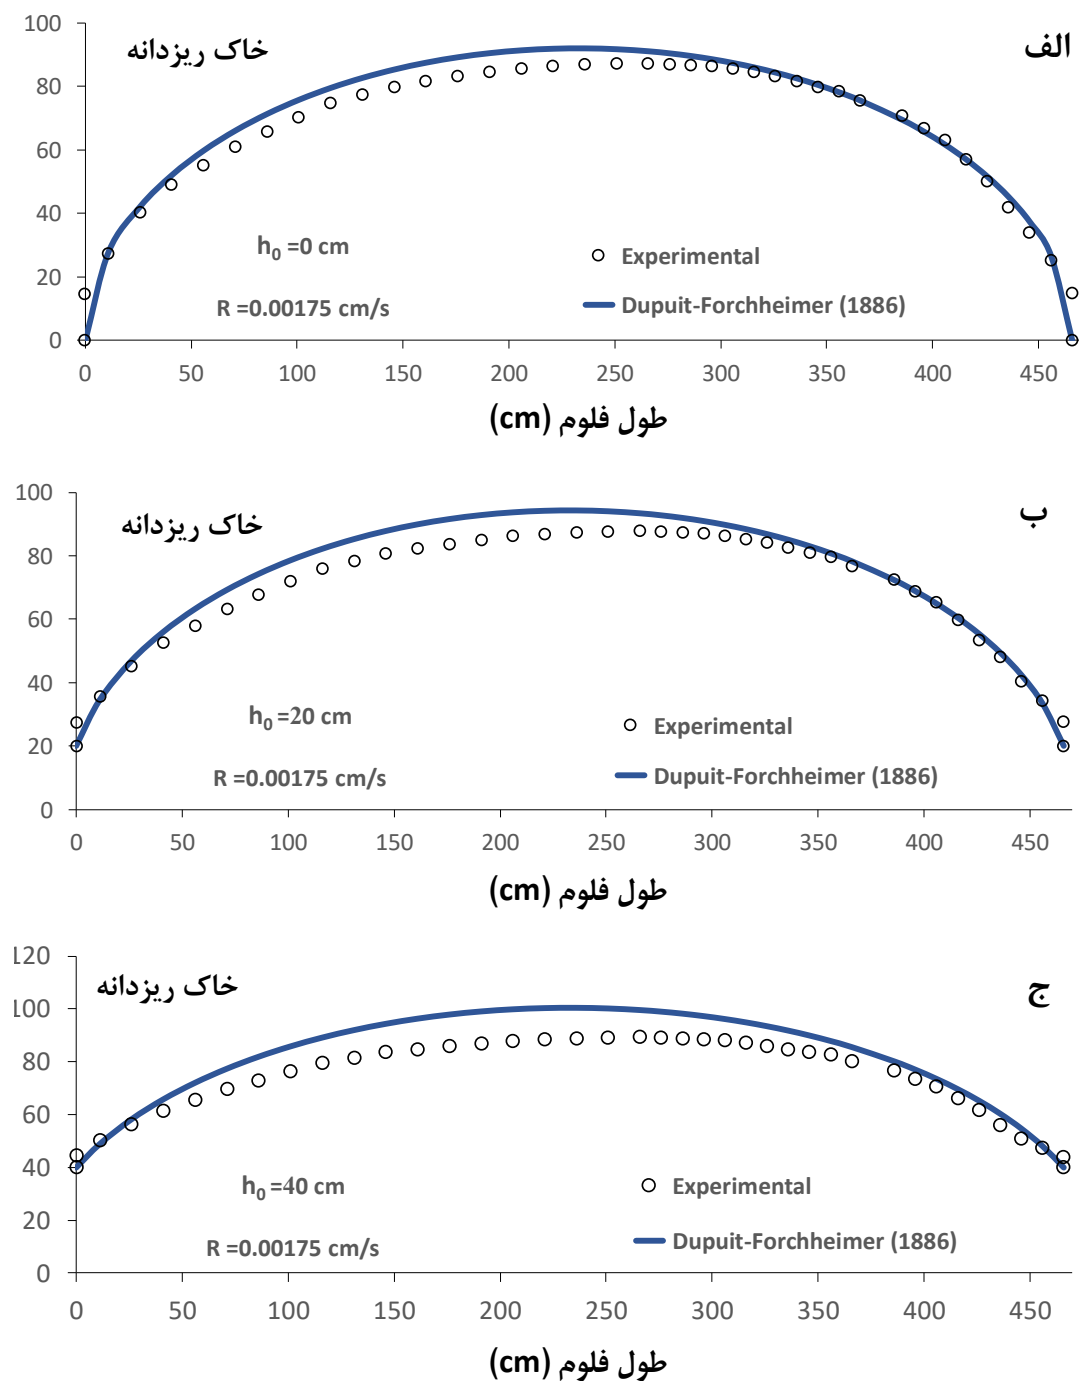 100
خاک ریزدانه
الف
80
60
40
h₀ =0 cm
Experimental
20
R =0.00175 cm/s
Dupuit-Forchheimer (1886)
0
0 50 100 150 200 250 300 350 400 450
طول فلوم (cm)
100
خاک ریزدانه
ب
80
60
40
h₀ =20 cm
Experimental
20
R =0.00175 cm/s
Dupuit-Forchheimer (1886)
0
0 50 100 150 200 250 300 350 400 450
طول فلوم (cm)
120
خاک ریزدانه
ج
100
80
60
40
h₀ =40 cm
Experimental
20
R =0.00175 cm/s
Dupuit-Forchheimer (1886)
0
0 50 100 150 200 250 300 350 400 450
طول فلوم (cm)